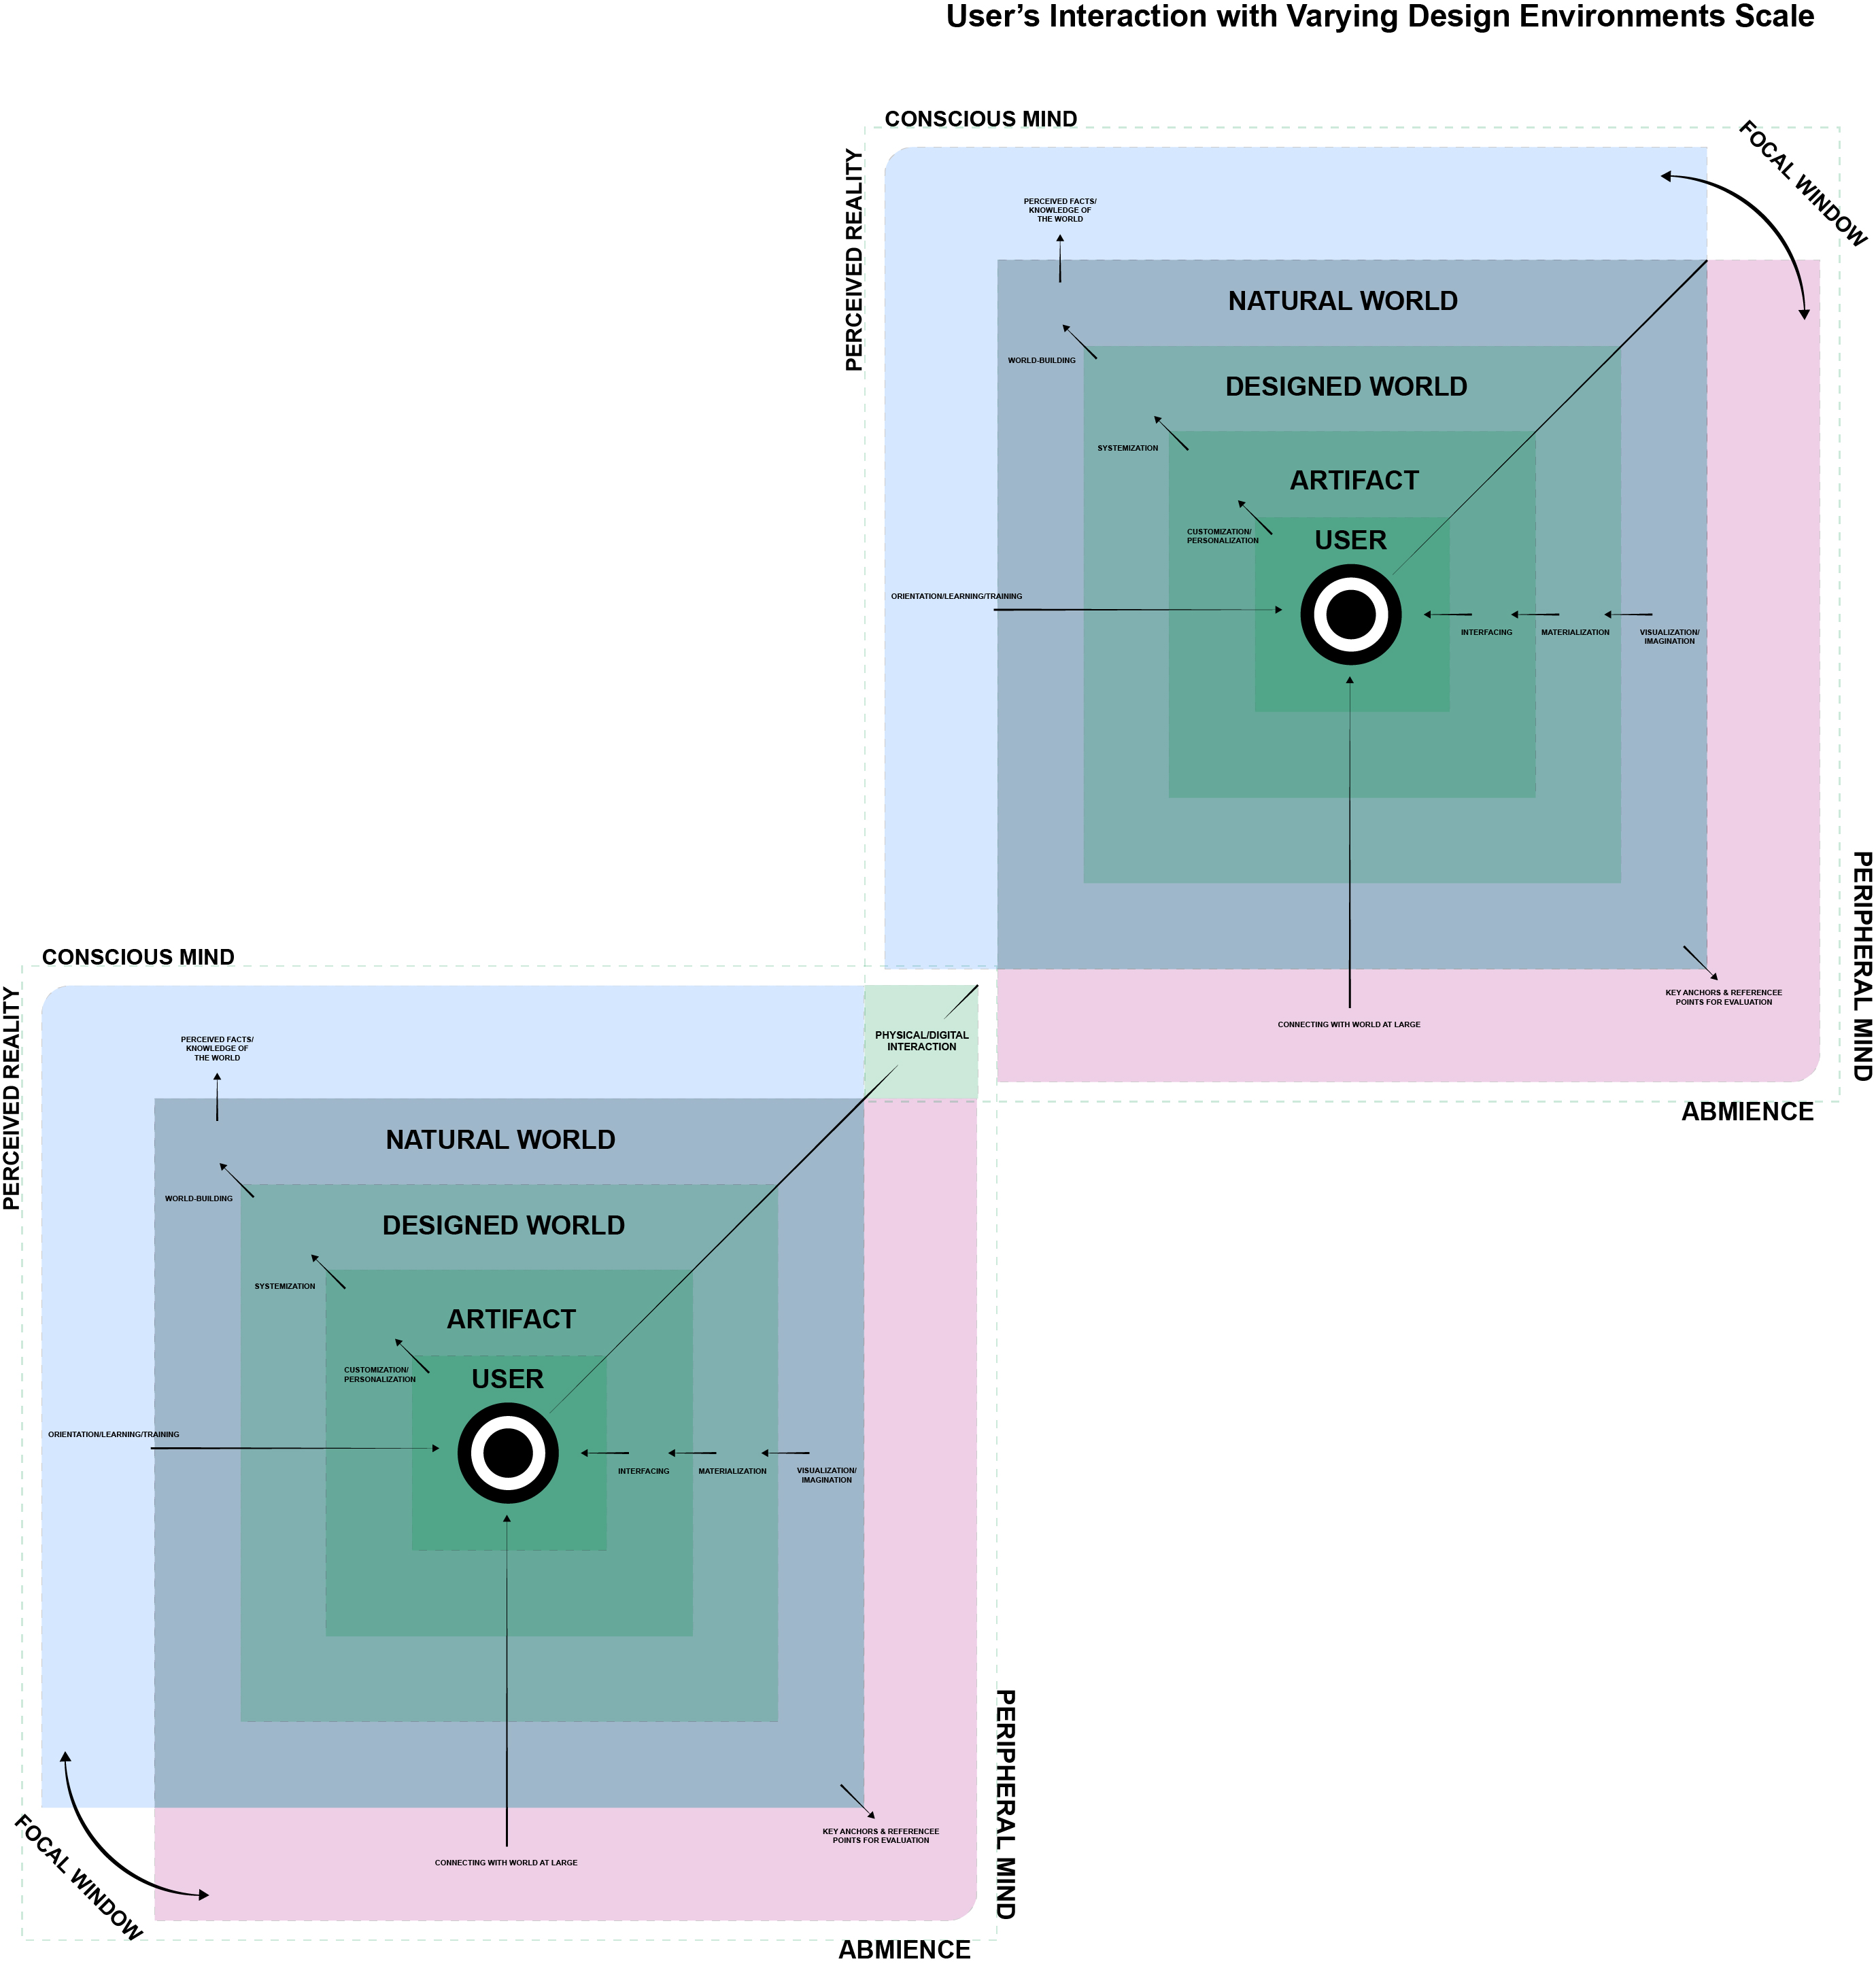 User’s Interaction with Varying Design Environments Scale
CONSCIOUS MIND
FOCAL WINDOW
PERCEIVED REALITY
PERCEIVED FACTS/
KNOWLEDGE OF
THE WORLD
NATURAL WORLD
WORLD-BUILDING
DESIGNED WORLD
SYSTEMIZATION
ARTIFACT
CUSTOMIZATION/
PERSONALIZATION
USER
ORIENTATION/LEARNING/TRAINING
INTERFACING
MATERIALIZATION
VISUALIZATION/
IMAGINATION
PERIPHERAL MIND
KEY ANCHORS & REFERENCEE
POINTS FOR EVALUATION
CONNECTING WITH WORLD AT LARGE
ABMIENCE
CONSCIOUS MIND
PERCEIVED REALITY
PHYSICAL/DIGITAL
INTERACTION
PERCEIVED FACTS/
KNOWLEDGE OF
THE WORLD
NATURAL WORLD
WORLD-BUILDING
DESIGNED WORLD
SYSTEMIZATION
ARTIFACT
CUSTOMIZATION/
PERSONALIZATION
USER
ORIENTATION/LEARNING/TRAINING
INTERFACING
MATERIALIZATION
VISUALIZATION/
IMAGINATION
PERIPHERAL MIND
FOCAL WINDOW
KEY ANCHORS & REFERENCEE
POINTS FOR EVALUATION
CONNECTING WITH WORLD AT LARGE
ABMIENCE